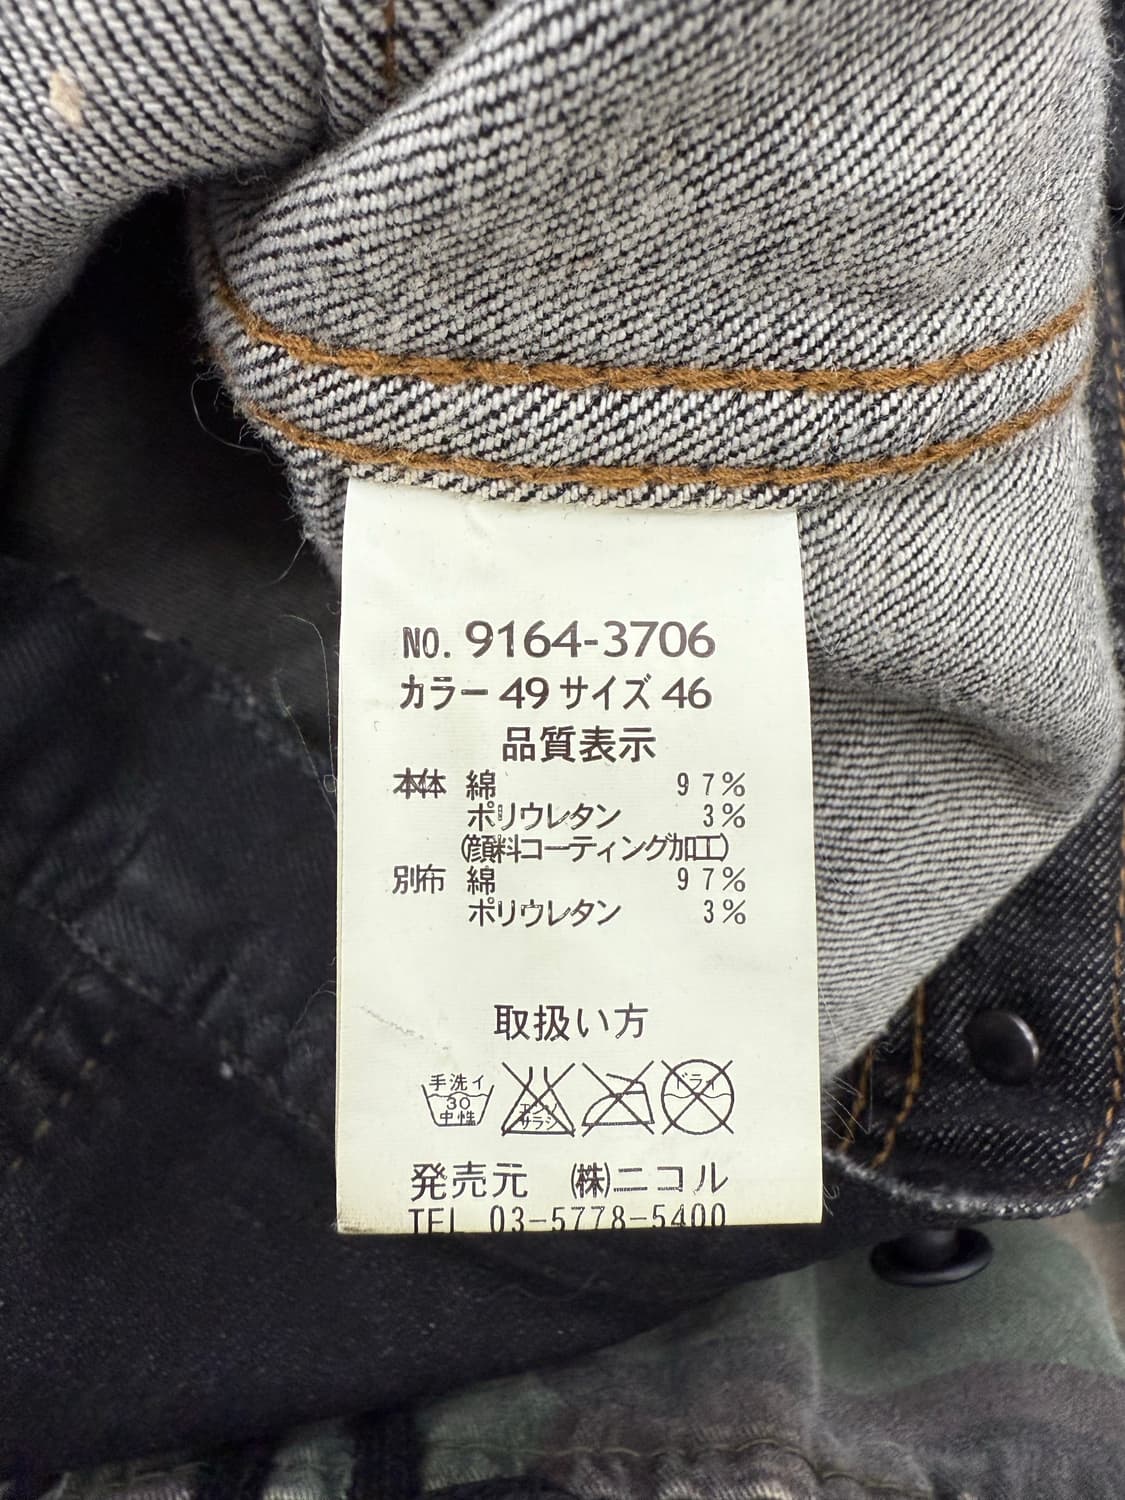 NO. 9164-3706
カラー 49 サイズ 46
品質表示
本体 綿 97%
ポリウレタン 3%
(顔料コーティング加工)
別布 綿 97%
ポリウレタン 3%
取扱い方
手洗イ 30 中性 エンソ サラシ ドライ
発売元 (株)ニコル
TEL 03-5778-5400